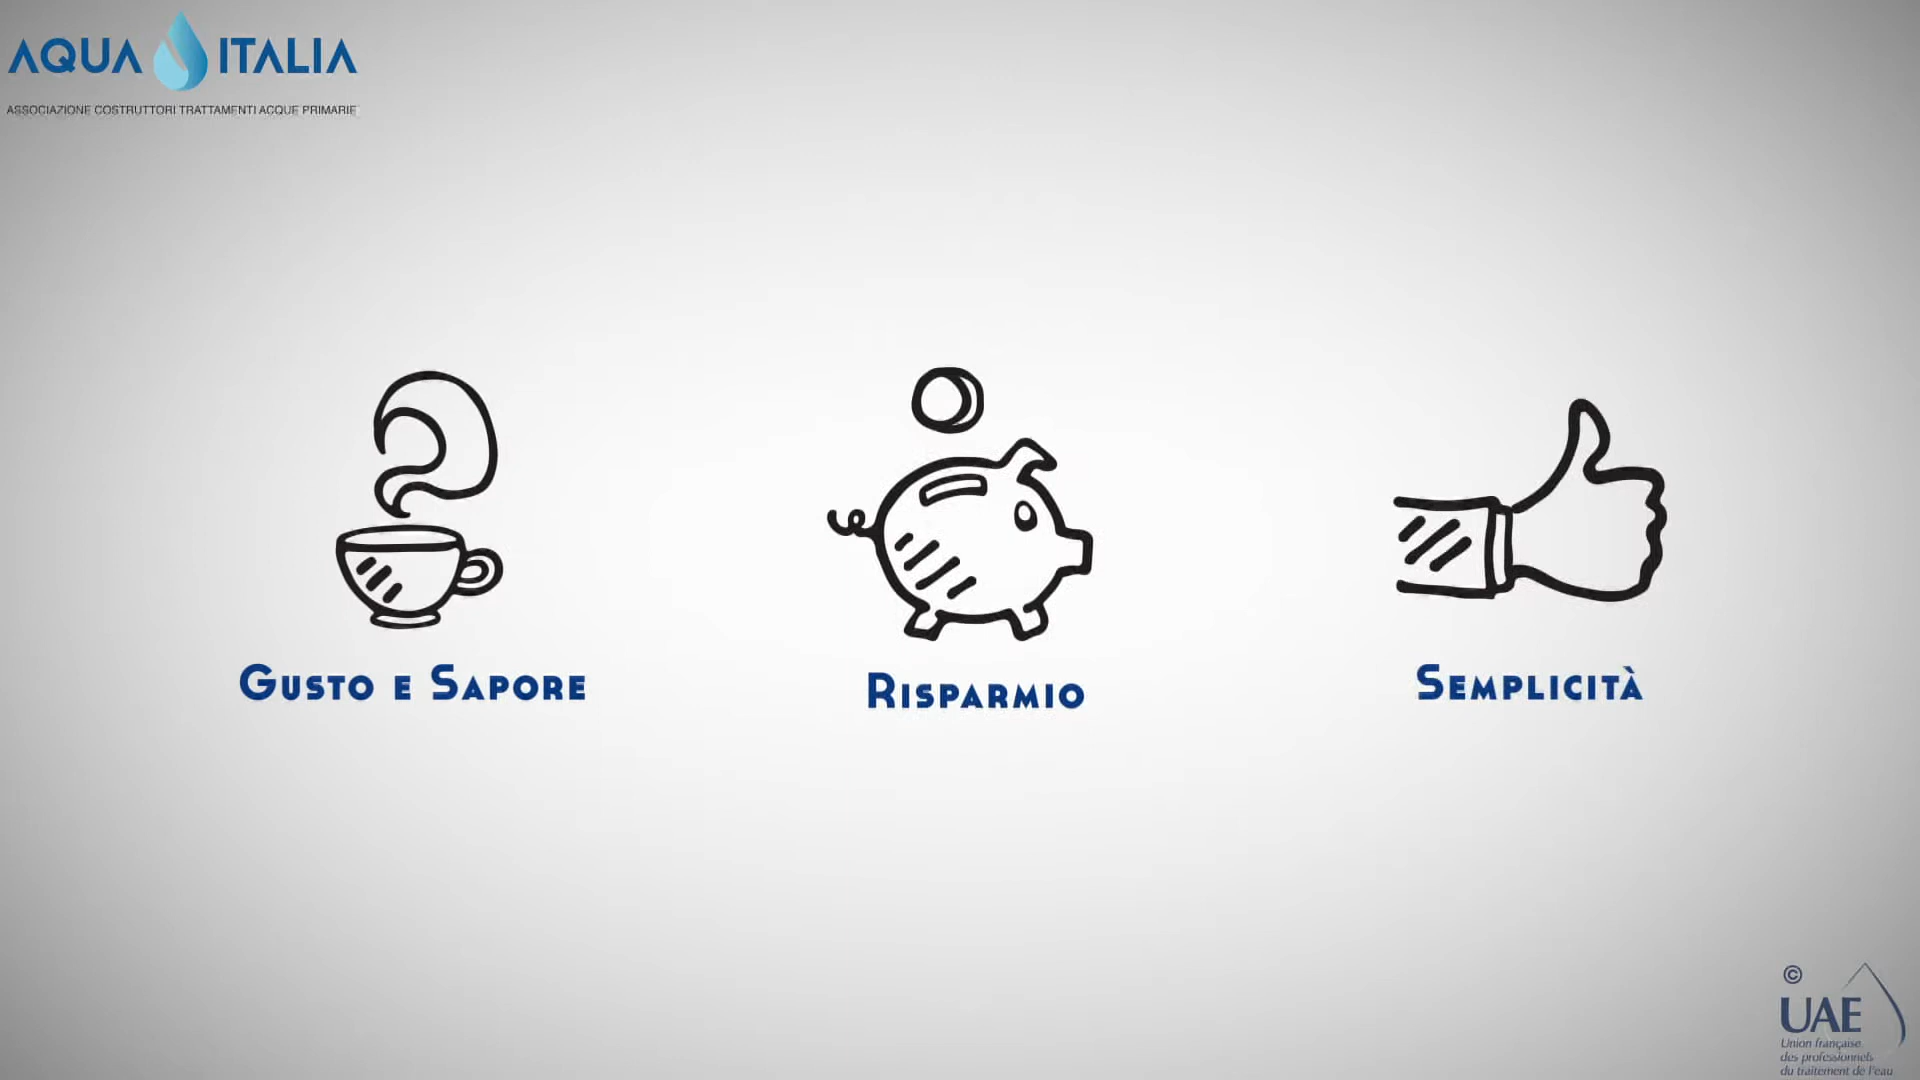 AQUA ITALIA
ASSOCIAZIONE COSTRUTTORI TRATTAMENTI ACQUE PRIMARIE
GUSTO E SAPORE
RISPARMIO
SEMPLICITÀ
©
UAE
Union française
des professionnels
du traitement de l'eau